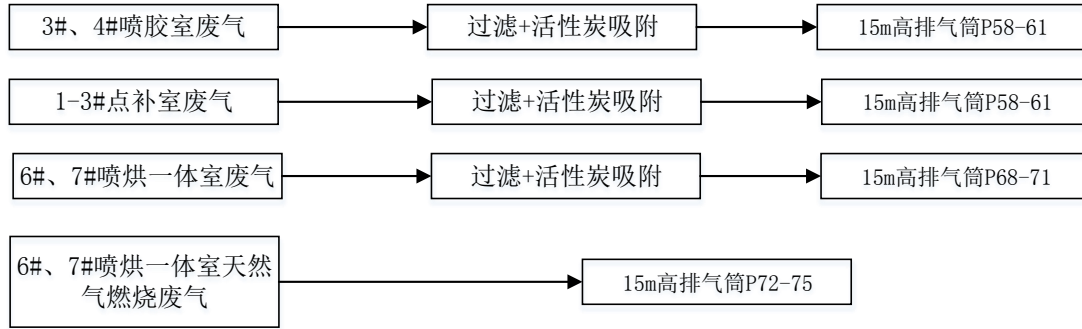 3#、4#喷胶室废气
过滤+活性炭吸附
15m高排气筒P58-61
1-3#点补室废气
过滤+活性炭吸附
15m高排气筒P58-61
6#、7#喷烘一体室废气
过滤+活性炭吸附
15m高排气筒P68-71
6#、7#喷烘一体室天然
气燃烧废气
15m高排气筒P72-75